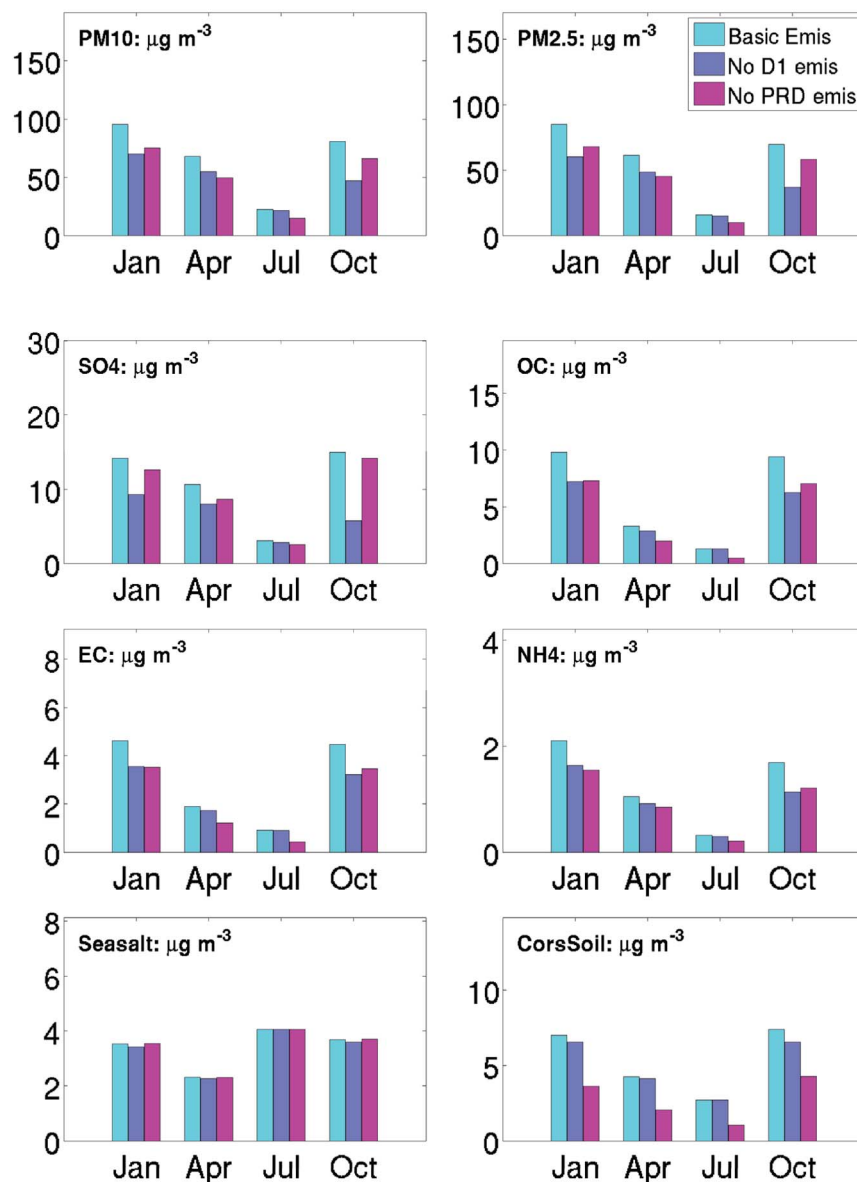 PM10: μg m-3
150
100
50
0
Jan Apr Jul Oct
PM2.5: μg m-3
Basic Emis
No D1 emis
No PRD emis
150
100
50
0
Jan Apr Jul Oct
SO4: μg m-3
30
20
10
0
Jan Apr Jul Oct
OC: μg m-3
15
10
5
0
Jan Apr Jul Oct
EC: μg m-3
8
6
4
2
0
Jan Apr Jul Oct
NH4: μg m-3
4
2
0
Jan Apr Jul Oct
Seasalt: μg m-3
8
6
4
2
0
Jan Apr Jul Oct
CorsSoil: μg m-3
10
5
0
Jan Apr Jul Oct